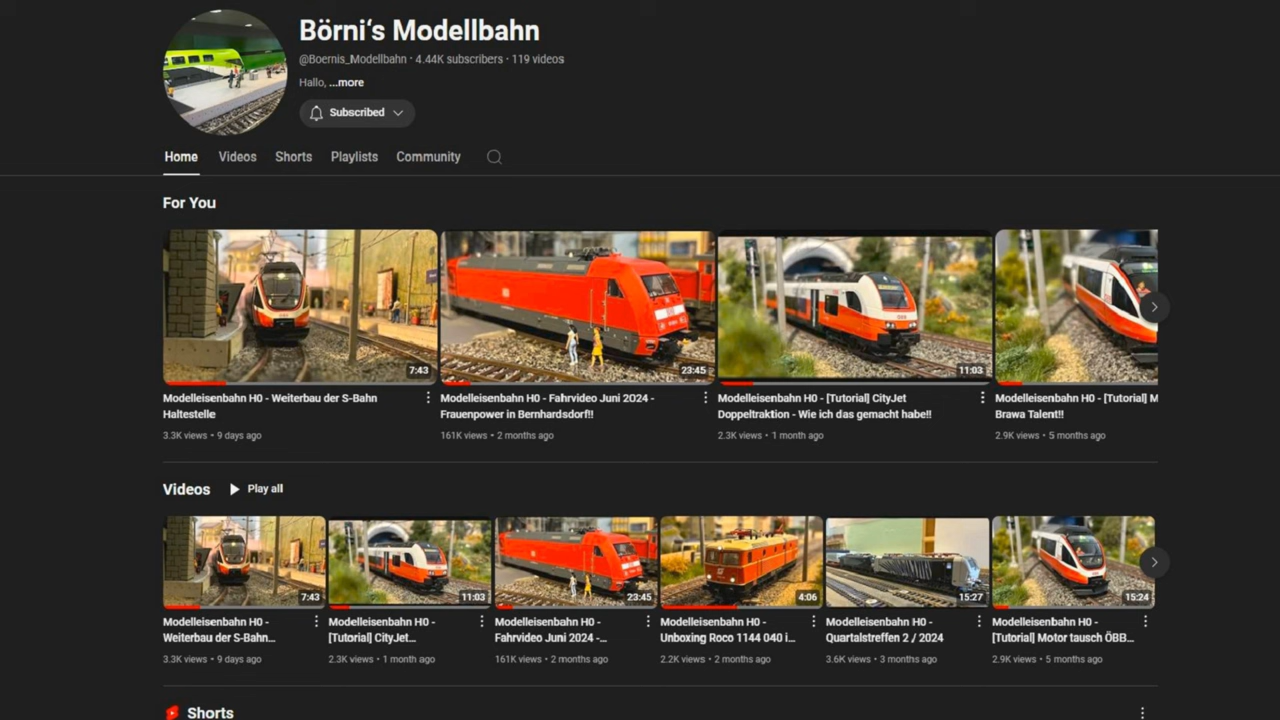 Börni‘s Modellbahn
@Boernis_Modellbahn · 4.44K subscribers · 119 videos
Hallo, ...more
Subscribed
Home Videos Shorts Playlists Community
For You
7:43
23:45
11:03
Modelleisenbahn H0 - Weiterbau der S-Bahn
Haltestelle
3.3K views • 9 days ago
Modelleisenbahn H0 - Fahrvideo Juni 2024 -
Frauenpower in Bernhardsdorf!!
161K views • 2 months ago
Modelleisenbahn H0 - [Tutorial] CityJet
Doppeltraktion - Wie ich das gemacht habe!!
2.3K views • 1 month ago
Modelleisenbahn H0 - [Tutorial] M
Brawa Talent!!
2.9K views • 5 months ago
Videos Play all
7:43
11:03
23:45
4:06
15:27
15:24
Modelleisenbahn H0 -
Weiterbau der S-Bahn...
3.3K views • 9 days ago
Modelleisenbahn H0 -
[Tutorial] CityJet...
2.3K views • 1 month ago
Modelleisenbahn H0 -
Fahrvideo Juni 2024 -...
161K views • 2 months ago
Modelleisenbahn H0 -
Unboxing Roco 1144 040 i...
2.2K views • 2 months ago
Modelleisenbahn H0 -
Quartalstreffen 2 / 2024
3.6K views • 3 months ago
Modelleisenbahn H0 -
[Tutorial] Motor tausch ÖBB...
2.9K views • 5 months ago
Shorts